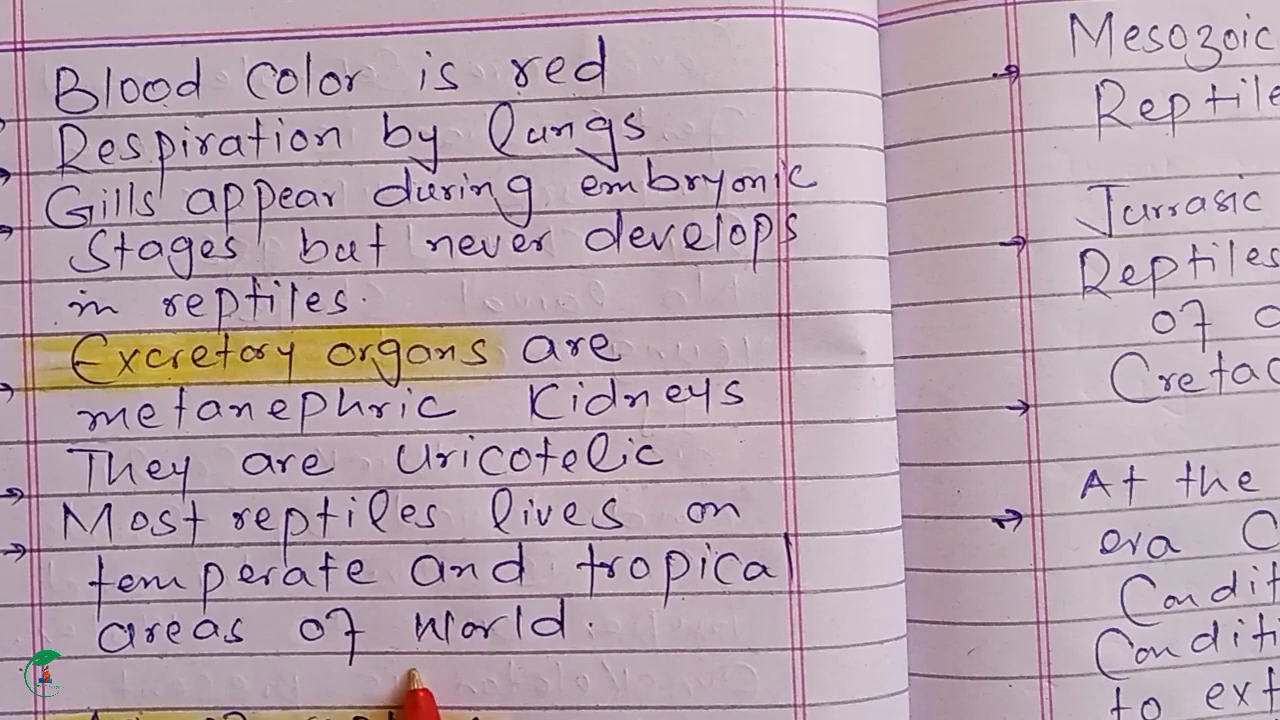 Blood Color is red
Respiration by lungs
Gills appear during embryonic
Stages but never develops
in reptiles.
Excretory organs are
metanephric Kidneys
They are Uricotelic
Most reptiles lives on
temperate and tropical
areas of World.
Mesozoic
Reptile
Jurrasic
Reptiles
of
Cretac
At the
era
Condit
Conditi
to ext